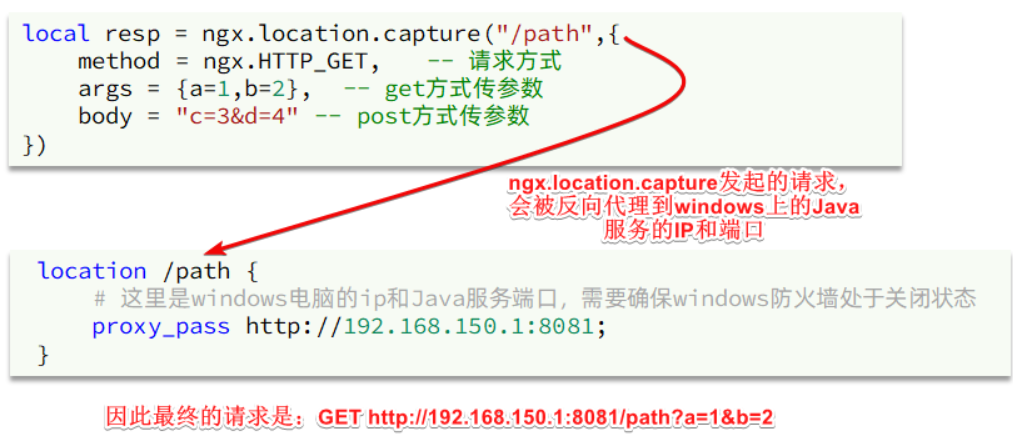 local resp = ngx.location.capture("/path",{
    method = ngx.HTTP_GET,   -- 请求方式
    args = {a=1,b=2},  -- get方式传参数
    body = "c=3&d=4" -- post方式传参数
})
ngx.location.capture发起的请求，
会被反向代理到windows上的Java
服务的IP和端口
location /path {
    # 这里是windows电脑的ip和Java服务端口，需要确保windows防火墙处于关闭状态
    proxy_pass http://192.168.150.1:8081;
}
因此最终的请求是：GET http://192.168.150.1:8081/path?a=1&b=2